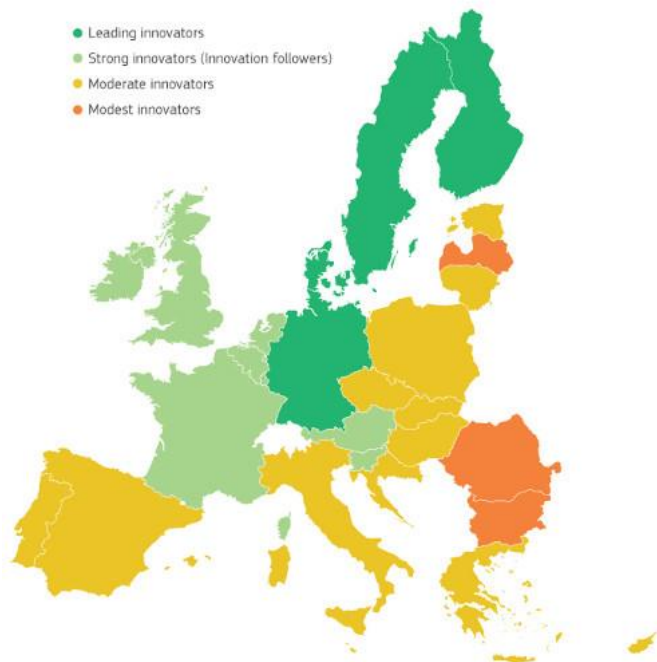 Leading innovators
Strong innovators (Innovation followers)
Moderate innovators
Modest innovators